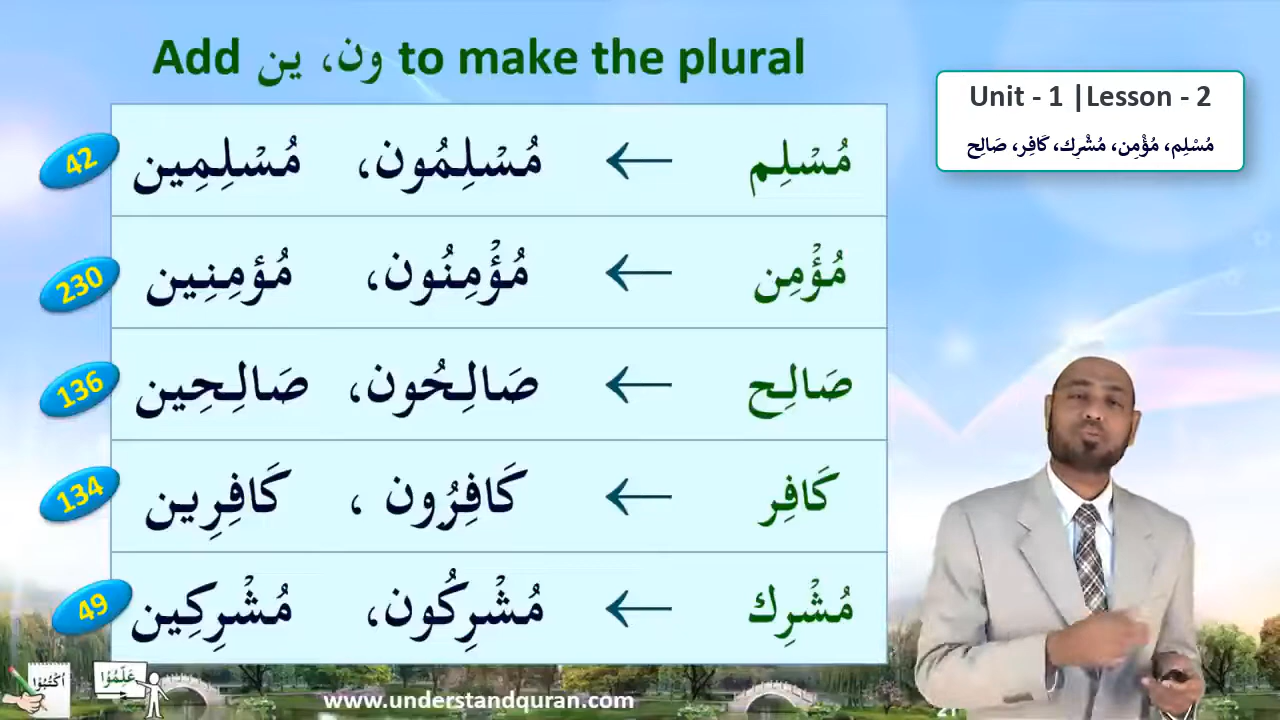 Add ون، ين to make the plural
Unit - 1 |Lesson - 2
مُسْلِم، مُؤْمِن، مُشْرِك، كَافِر، صَالِح
مُسْلِم ← مُسْلِمُون، مُسْلِمِين 42
مُؤْمِن ← مُؤْمِنُون، مُؤمِنِين 230
صَالِح ← صَالِحُون، صَالِحِين 136
كَافِر ← كَافِرُون ، كَافِرِين 134
مُشْرِك ← مُشْرِكُون، مُشْرِكِين 49
اُكْتُبُوْا
عَلِّمُوْا
www.understandquran.com